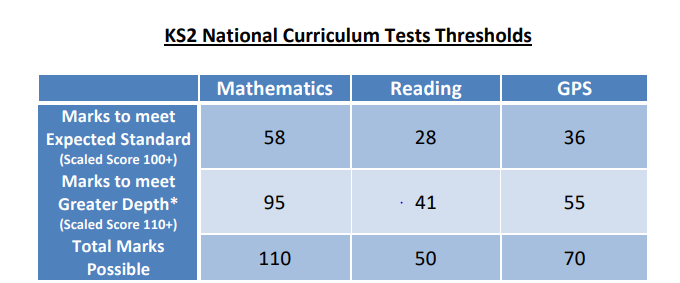 KS2 National Curriculum Tests Thresholds
Mathematics Reading GPS
Marks to meet
Expected Standard
(Scaled Score 100+)
58 28 36
Marks to meet
Greater Depth*
(Scaled Score 110+)
95 41 55
Total Marks
Possible
110 50 70